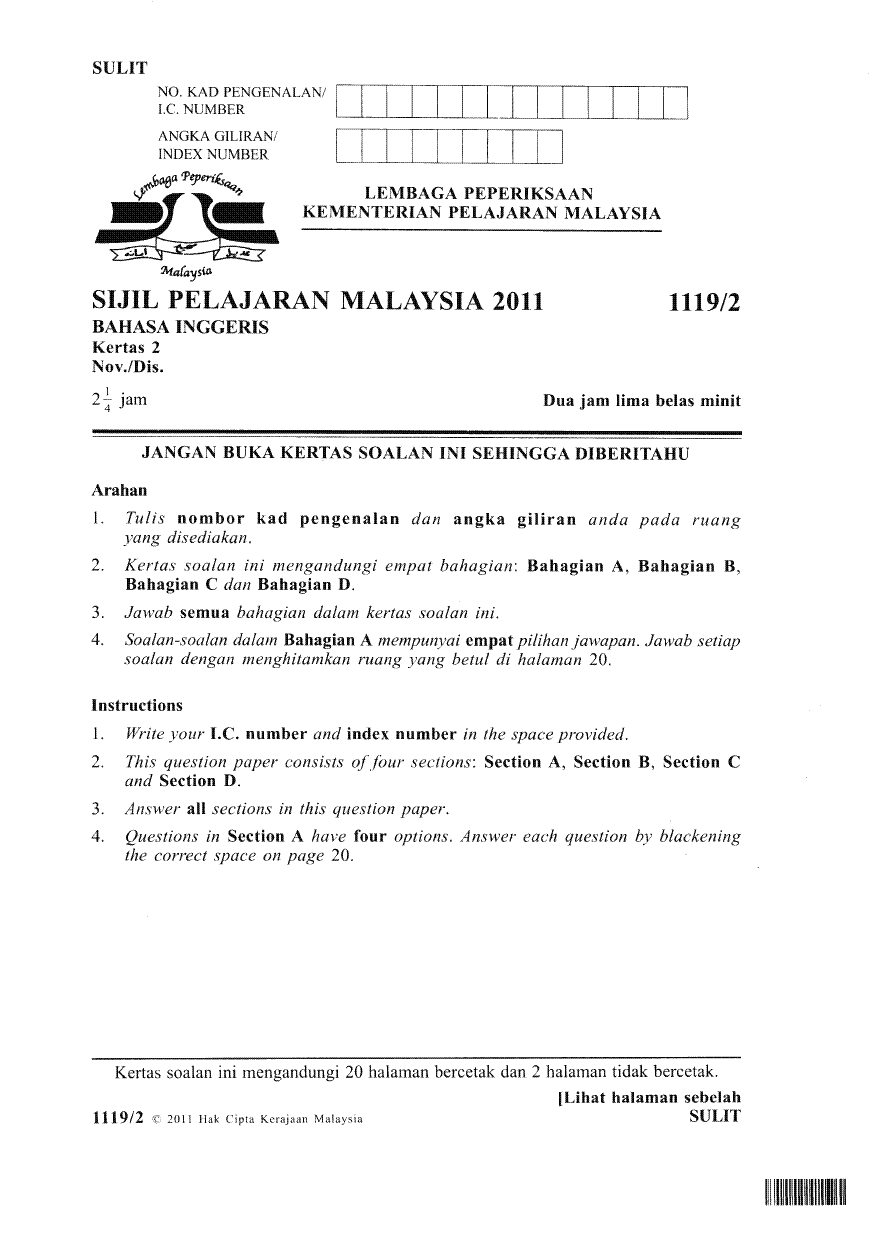 SULIT
NO. KAD PENGENALAN/
I.C. NUMBER
ANGKA GILIRAN/
INDEX NUMBER
Lembaga Peperiksaan
Malaysia
LEMBAGA PEPERIKSAAN
KEMENTERIAN PELAJARAN MALAYSIA
SIJIL PELAJARAN MALAYSIA 2011 1119/2
BAHASA INGGERIS
Kertas 2
Nov./Dis.
2 1/4 jam Dua jam lima belas minit
JANGAN BUKA KERTAS SOALAN INI SEHINGGA DIBERITAHU
Arahan
1. Tulis nombor kad pengenalan dan angka giliran anda pada ruang
yang disediakan.
2. Kertas soalan ini mengandungi empat bahagian: Bahagian A, Bahagian B,
Bahagian C dan Bahagian D.
3. Jawab semua bahagian dalam kertas soalan ini.
4. Soalan-soalan dalam Bahagian A mempunyai empat pilihan jawapan. Jawab setiap
soalan dengan menghitamkan ruang yang betul di halaman 20.
Instructions
1. Write your I.C. number and index number in the space provided.
2. This question paper consists of four sections: Section A, Section B, Section C
and Section D.
3. Answer all sections in this question paper.
4. Questions in Section A have four options. Answer each question by blackening
the correct space on page 20.
Kertas soalan ini mengandungi 20 halaman bercetak dan 2 halaman tidak bercetak.
[Lihat halaman sebelah
1119/2 © 2011 Hak Cipta Kerajaan Malaysia SULIT